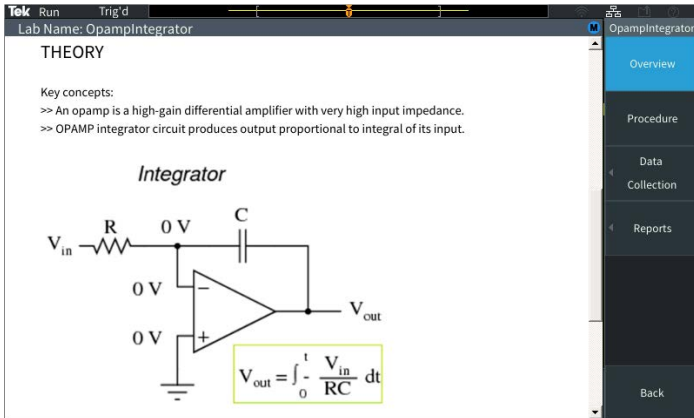 Tek Run Trig'd
Lab Name: OpampIntegrator
M
OpampIntegrator
THEORY
Key concepts:
>> An opamp is a high-gain differential amplifier with very high input impedance.
>> OPAMP integrator circuit produces output proportional to integral of its input.
Integrator
R
0 V
C
Vin
0 V
−
Vout
0 V
+
Vout = ∫0t - Vin/RC dt
Overview
Procedure
Data
Collection
Reports
Back